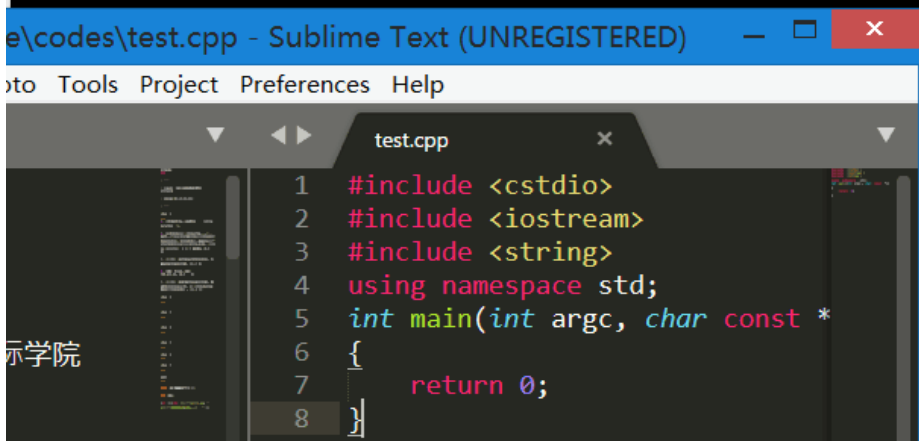 e\codes\test.cpp - Sublime Text (UNREGISTERED)
oto Tools Project Preferences Help
test.cpp
际学院
1 #include <cstdio>
2 #include <iostream>
3 #include <string>
4 using namespace std;
5 int main(int argc, char const *
6 {
7 return 0;
8 }